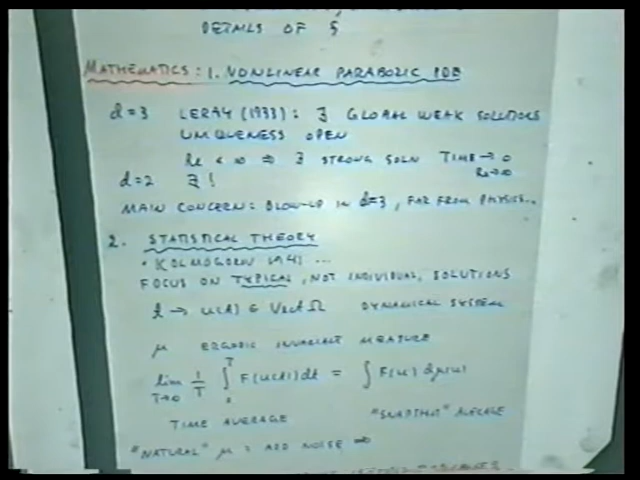 DETAILS OF S
MATHEMATICS: 1. NONLINEAR PARABOLIC PDE
d=3 LERAY (1933): ∃ GLOBAL WEAK SOLUTIONS
UNIQUENESS OPEN
Re < ∞ ⇒ ∃ STRONG SOLN TIME → 0
Re→∞
d=2 ∃!
MAIN CONCERN: BLOW-UP IN d=3, FAR FROM PHYSICS..
2. STATISTICAL THEORY
• KOLMOGOROV 1941 ...
FOCUS ON TYPICAL, NOT INDIVIDUAL, SOLUTIONS
t → u(t) ∈ Vect Ω DYNAMICAL SYSTEM
μ ERGODIC INVARIANT MEASURE
lim T→0 1/T ∫ F(u(t))dt = ∫ F(u) dμ(u)
TIME AVERAGE "SNAPSHOT" AVERAGE
"NATURAL" μ : ADD NOISE ⇒